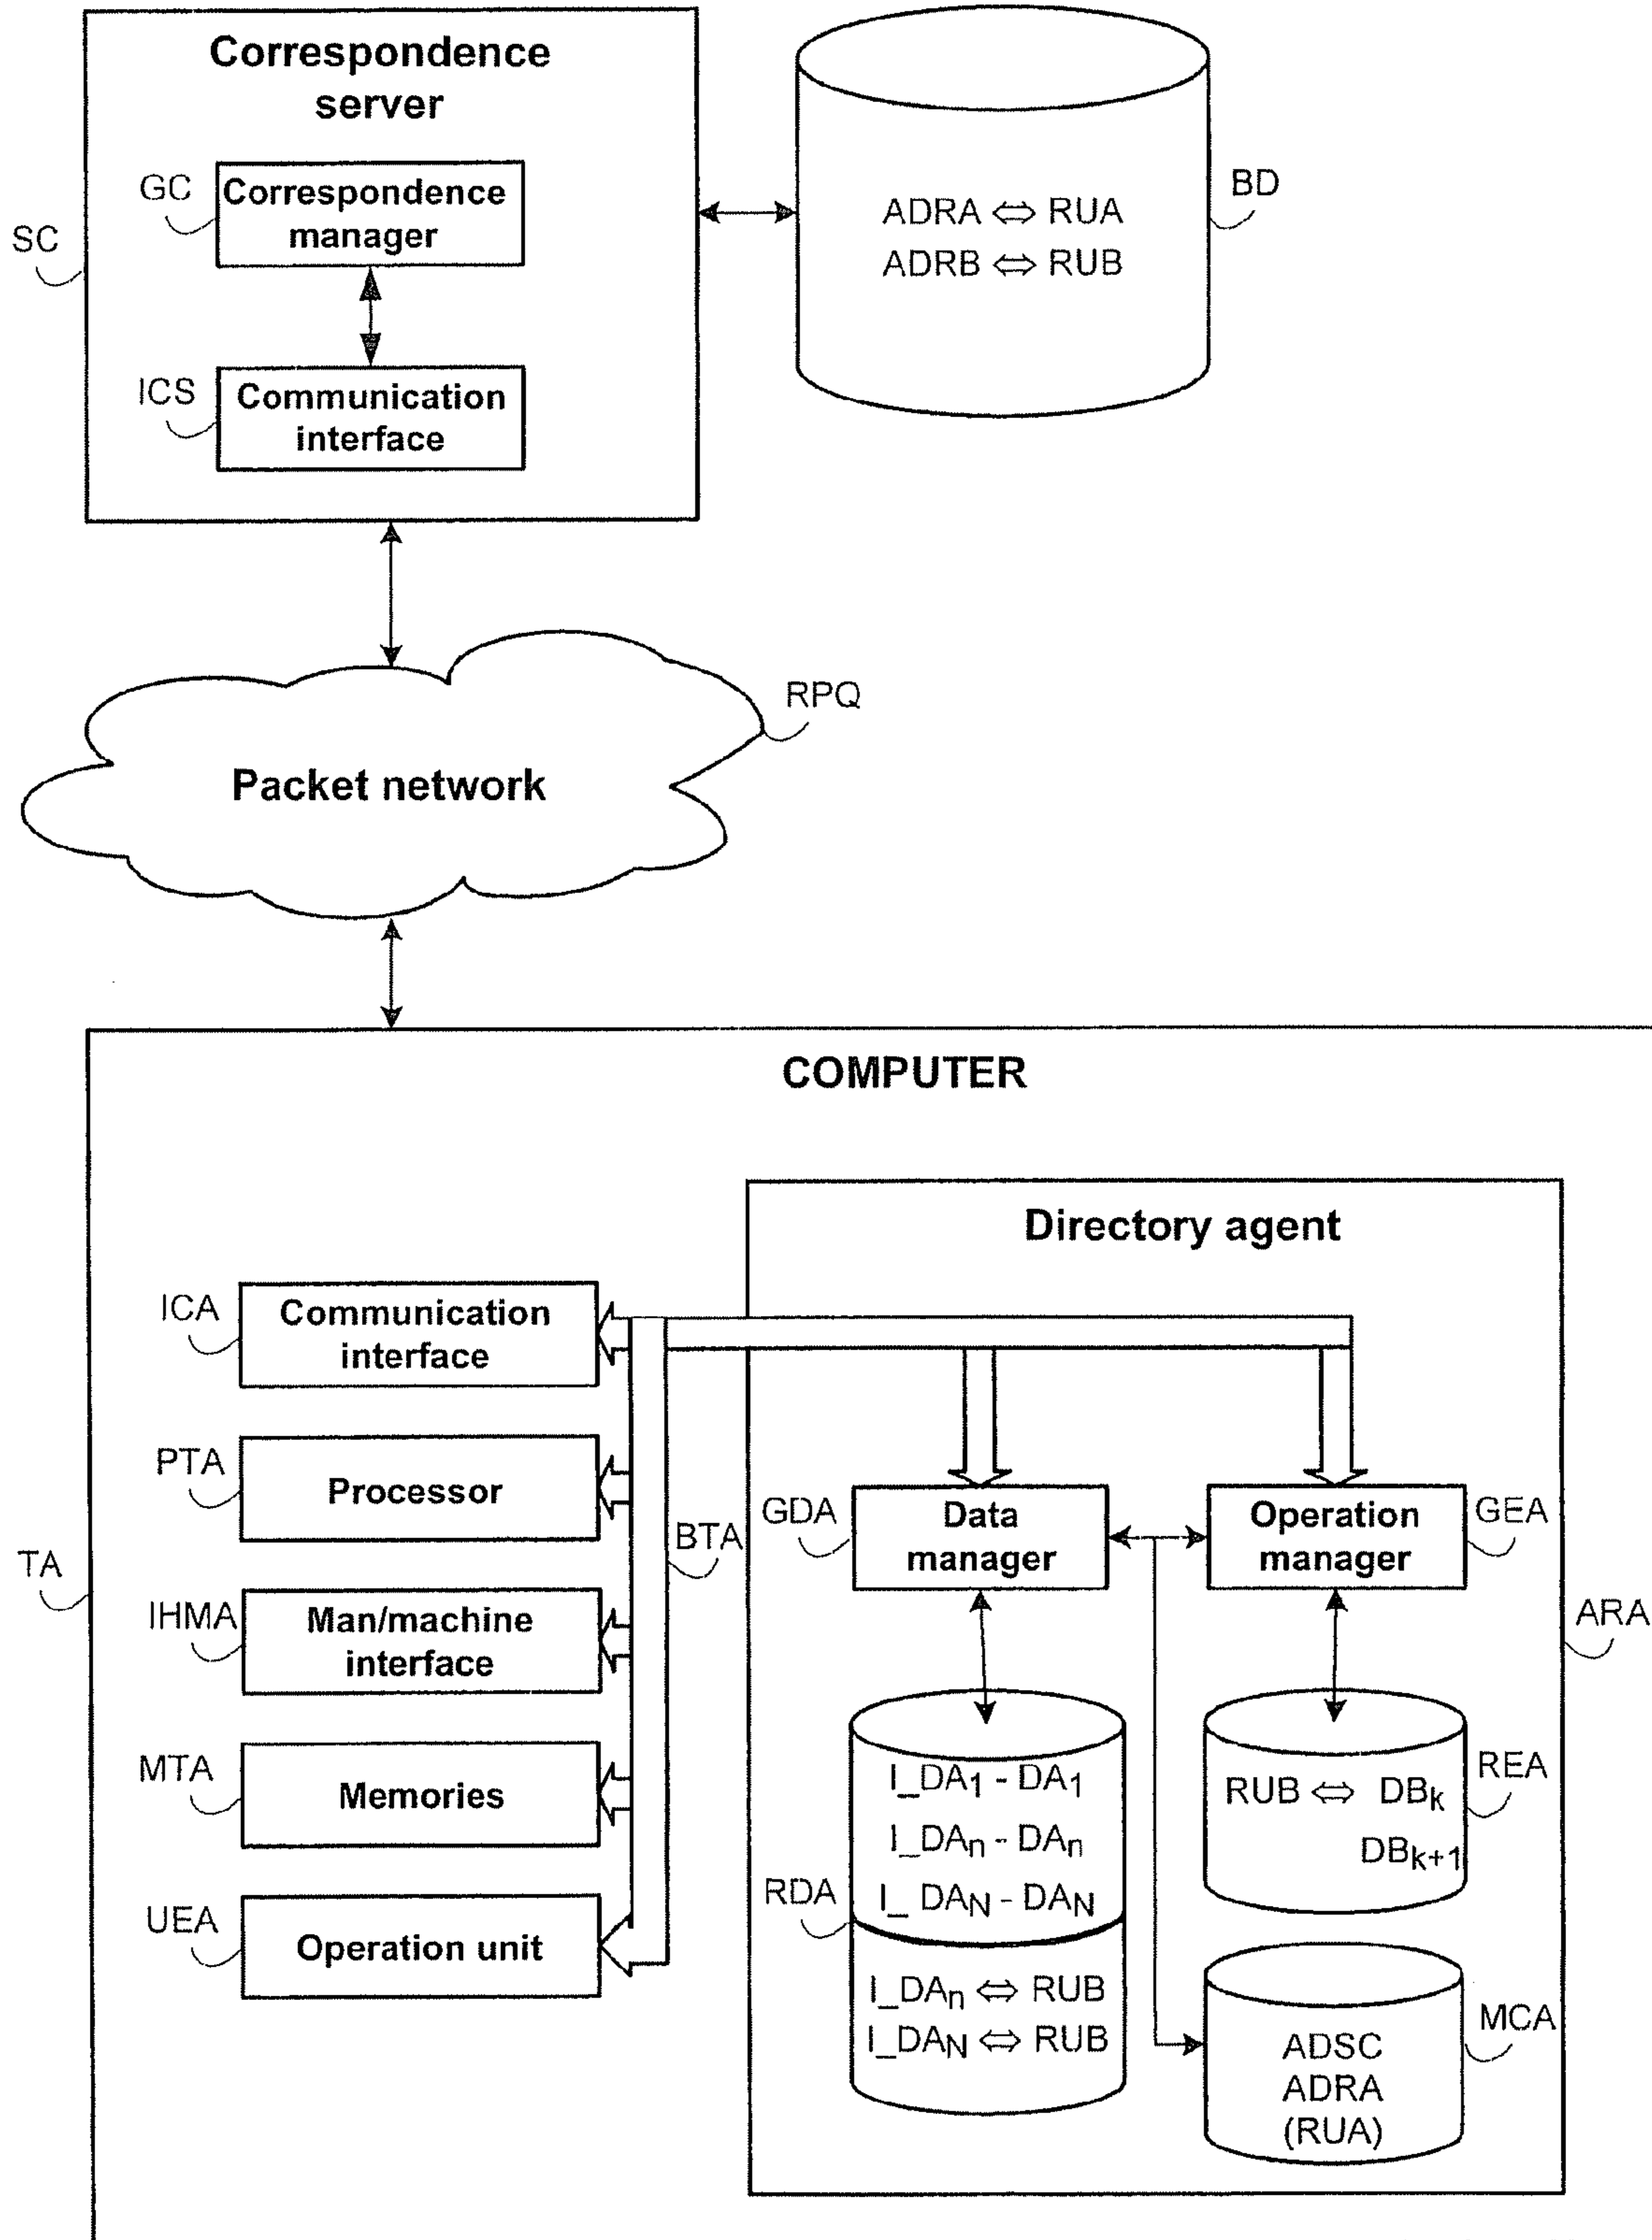 Correspondence
server
GC
Correspondence
manager
SC
ICS
Communication
interface
BD
ADRA ⇔ RUA
ADRB ⇔ RUB
RPQ
Packet network
COMPUTER
Directory agent
ICA
Communication
interface
PTA
Processor
BTA
TA
IHMA
Man/machine
interface
MTA
Memories
UEA
Operation unit
GDA
Data
manager
Operation
manager
GEA
ARA
I_DA1 - DA1
I_DAn - DAn
I_ DAN - DAN
RDA
I_DAn ⇔ RUB
I_DAN ⇔ RUB
RUB ⇔ DBk
DBk+1
REA
ADSC
ADRA
(RUA)
MCA